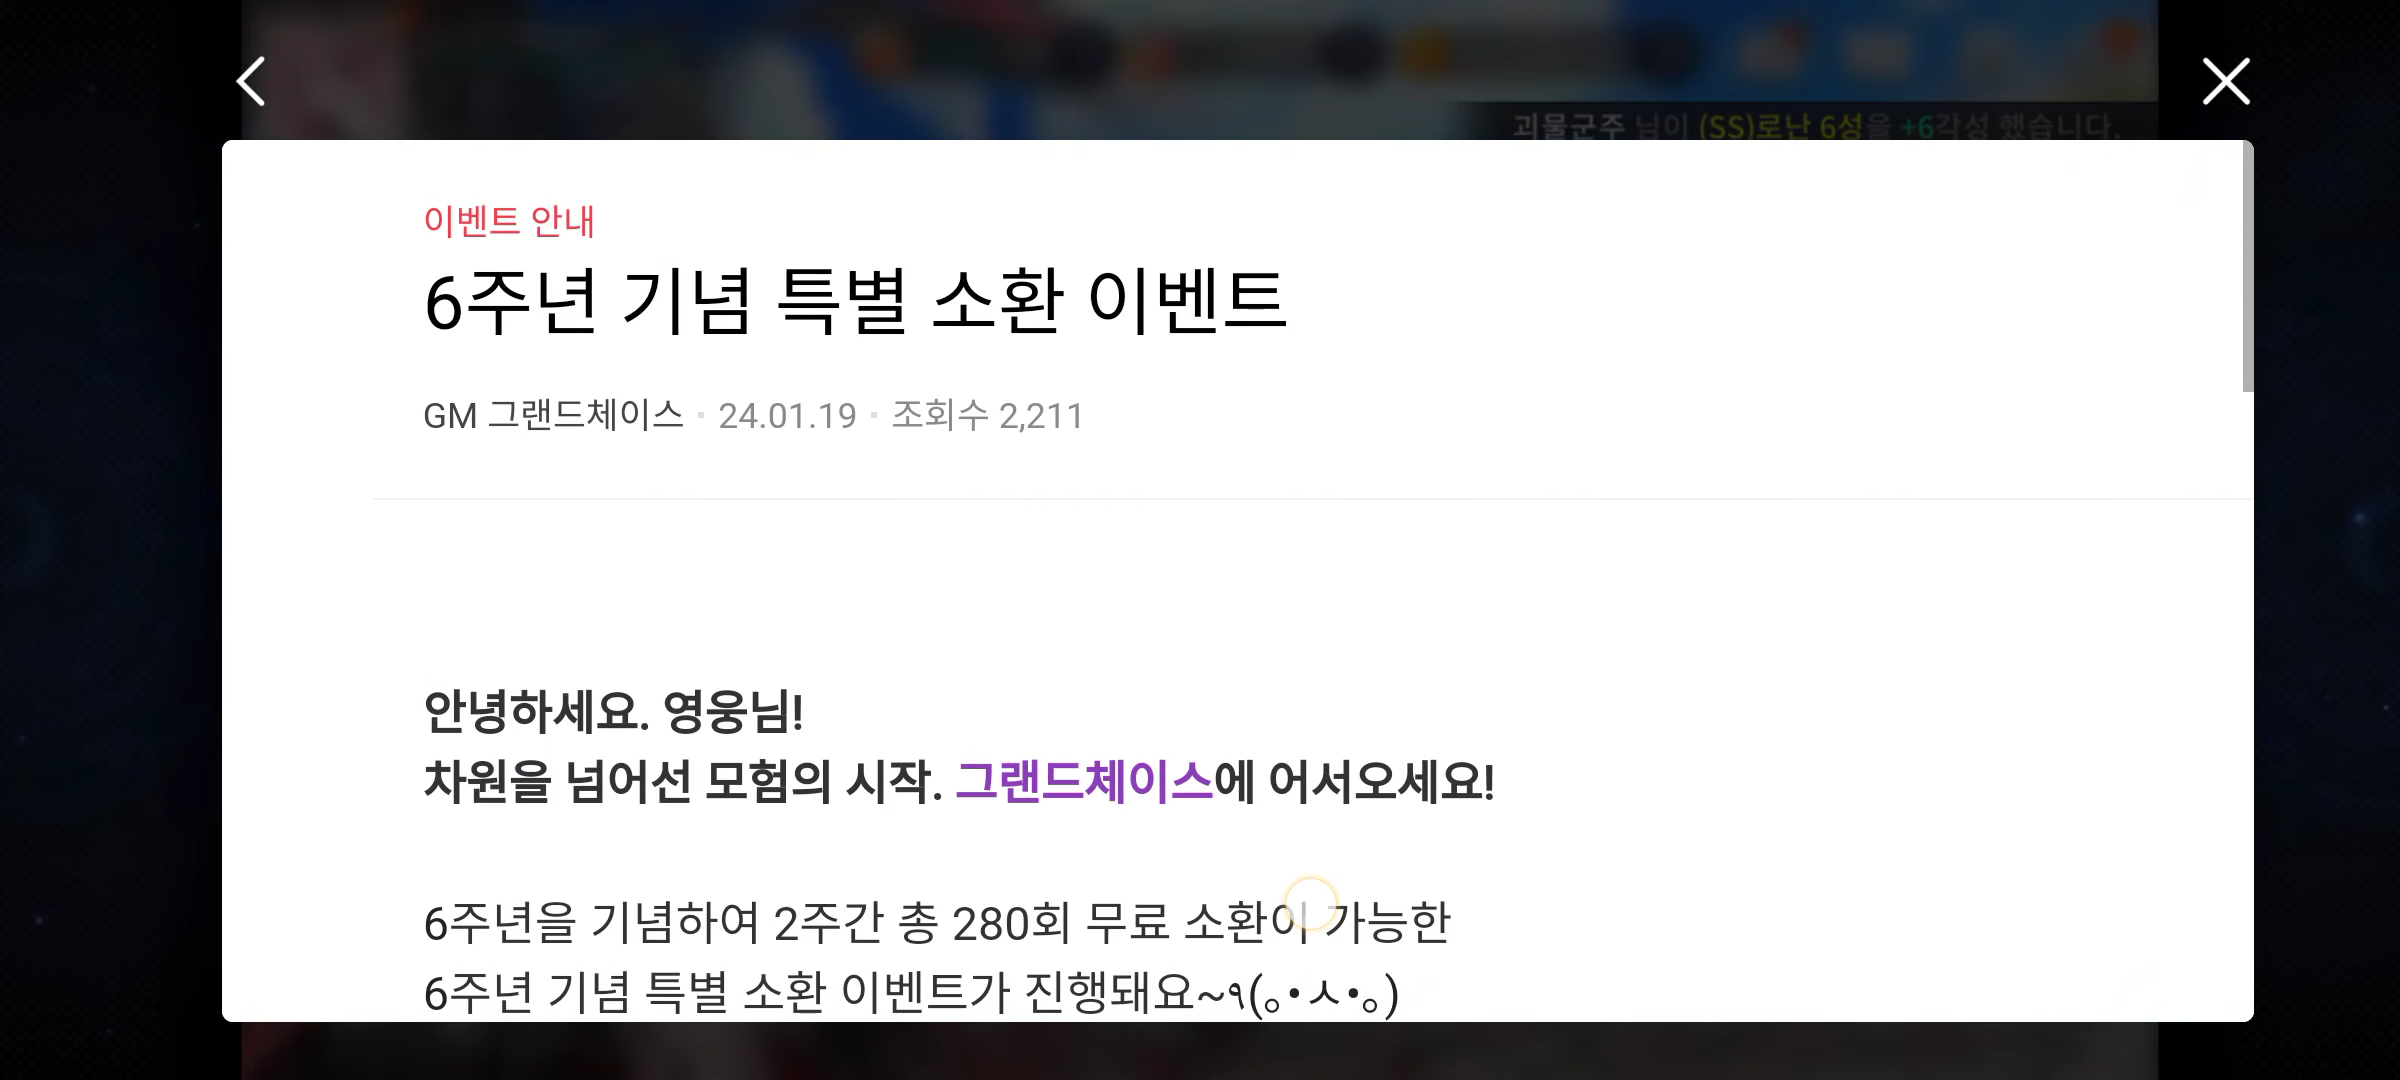 괴물군주 님이 (SS)로난 6성을 +6각성 했습니다.
이벤트 안내
6주년 기념 특별 소환 이벤트
GM 그랜드체이스 · 24.01.19 · 조회수 2,211
안녕하세요. 영웅님!
차원을 넘어선 모험의 시작. 그랜드체이스에 어서오세요!
6주년을 기념하여 2주간 총 280회 무료 소환이 가능한
6주년 기념 특별 소환 이벤트가 진행돼요~٩(｡•ㅅ•｡)